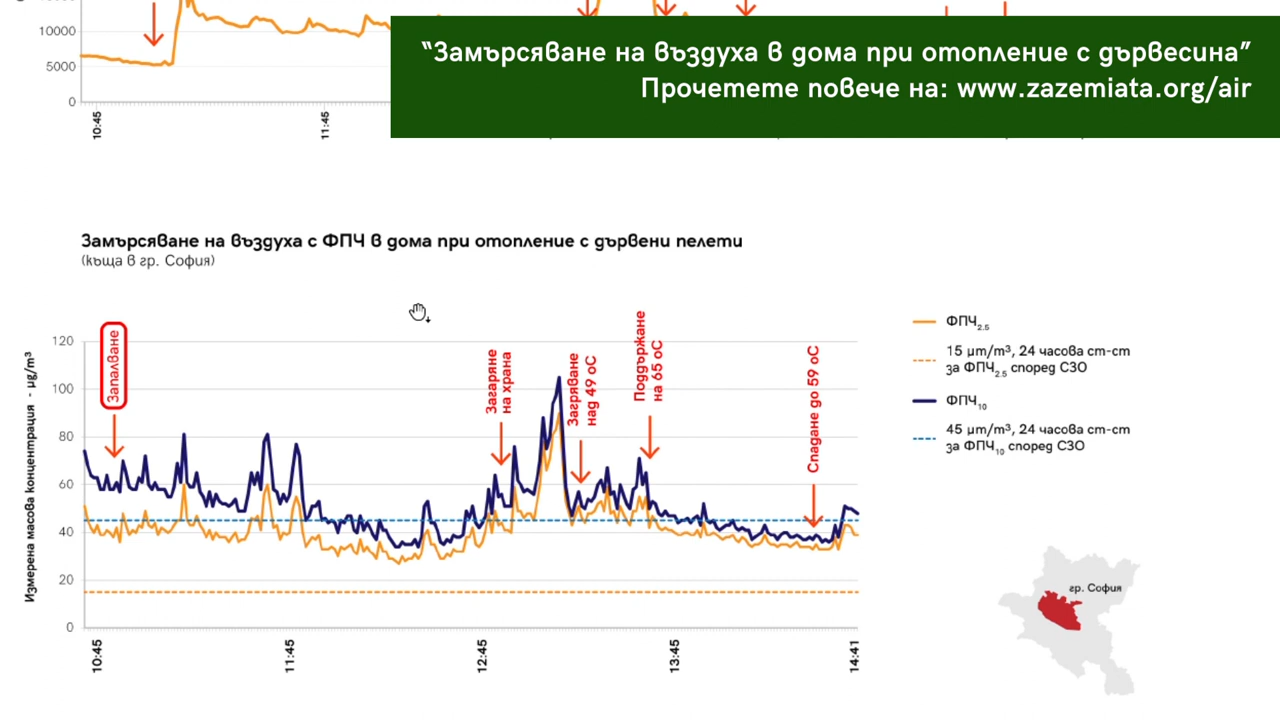 10000
5000
0
10:45
11:45
“Замърсяване на въздуха в дома при отопление с дървесина”
Прочетете повече на: www.zazemiata.org/air
Замърсяване на въздуха с ФПЧ в дома при отопление с дървени пелети
(къща в гр. София)
Измерена масова концентрация - µg/m³
120
100
80
60
40
20
0
Запалване
Загаряне
на храна
Загряване
над 49 оС
Поддържане
на 65 оС
Спадане до 59 оС
10:45
11:45
12:45
13:45
14:41
ФПЧ2.5
15 µm/m³, 24 часова ст-ст
за ФПЧ2.5 според СЗО
ФПЧ10
45 µm/m³, 24 часова ст-ст
за ФПЧ10 според СЗО
гр. София